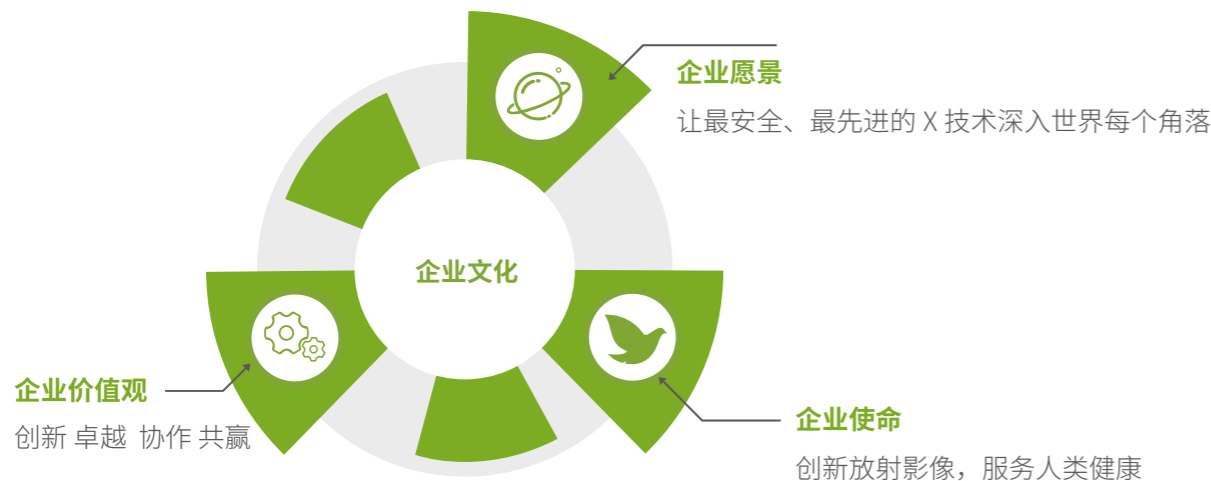 企业愿景
让最安全、最先进的 X 技术深入世界每个角落
企业文化
企业价值观
创新 卓越 协作 共赢
企业使命
创新放射影像，服务人类健康